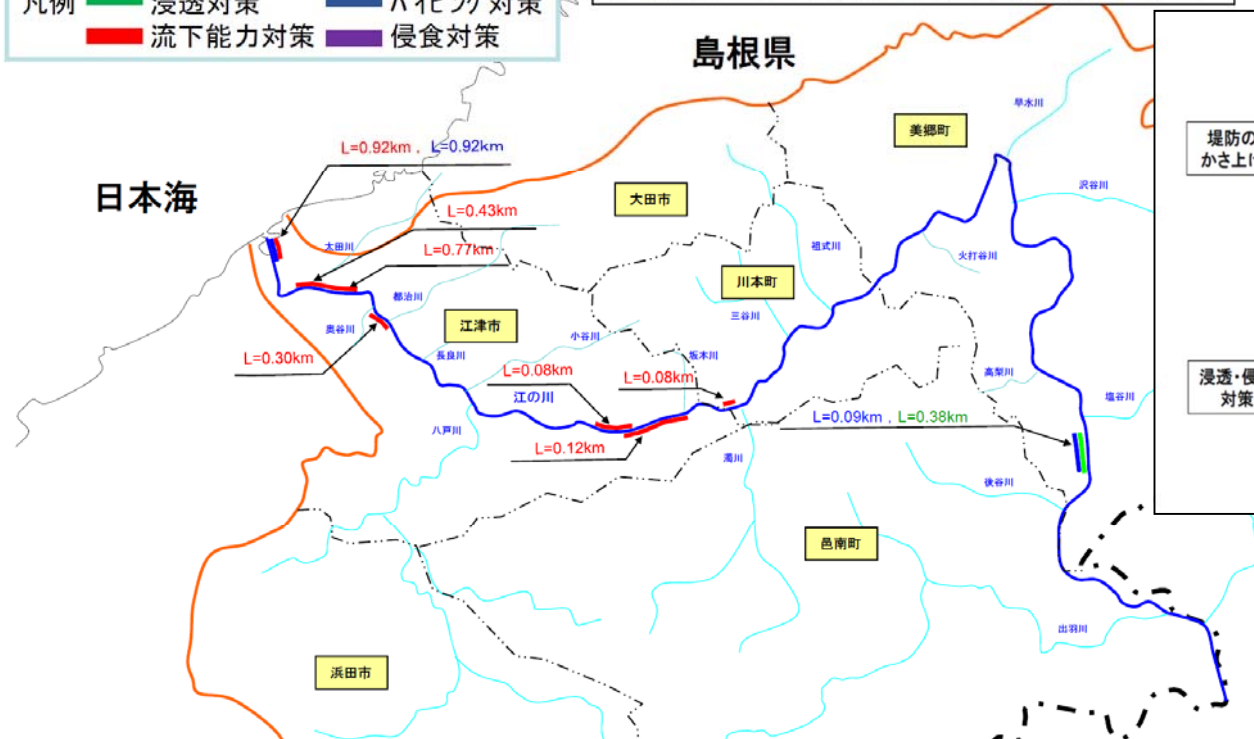 凡例 浸透対策 パイピング対策
流下能力対策 侵食対策
島根県
早水川
美郷町
堤防の
かさ上げ
L=0.92km , L=0.92km
日本海
大田市
沢谷川
L=0.43km
太田川
祖式川
L=0.77km
火打谷川
川本町
都治川
三谷川
江津市
奥谷川
小谷川
長良川
坂本川
L=0.30km
L=0.08km
L=0.08km
高梨川
浸透・侵
対策
江の川
塩谷川
L=0.09km , L=0.38km
八戸川
L=0.12km
濁川
後谷川
邑南町
出羽川
浜田市